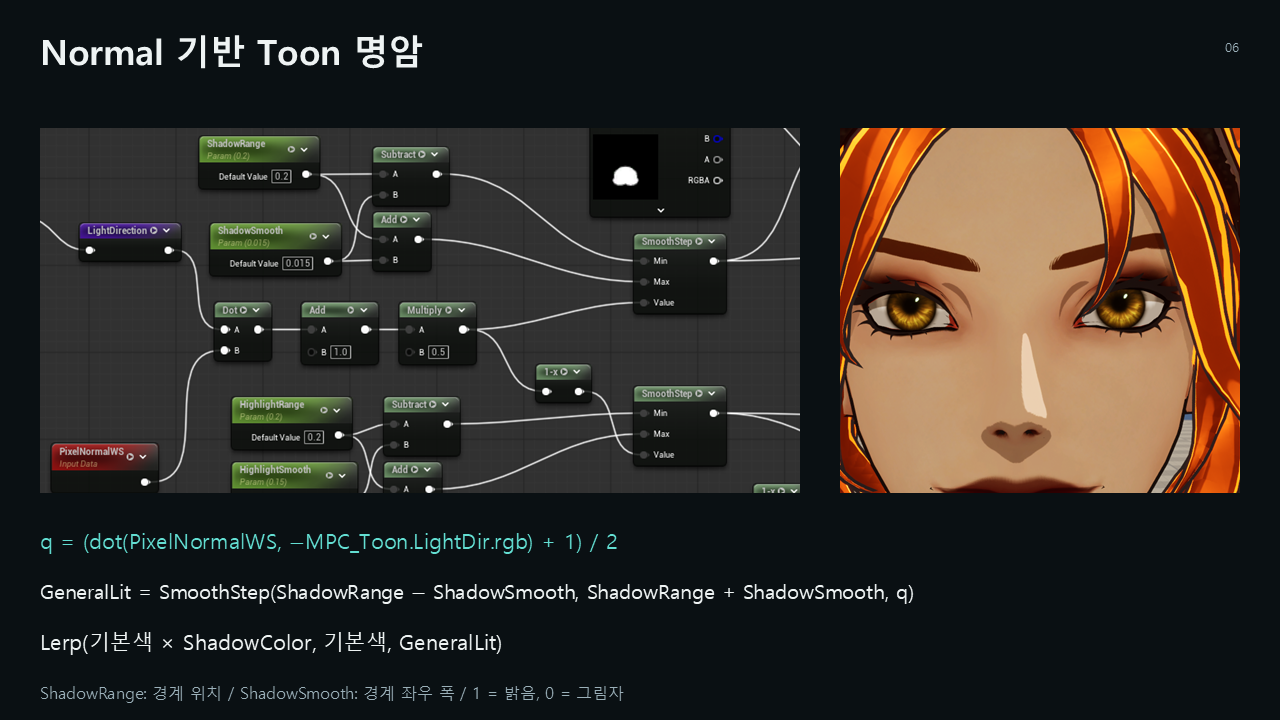 Normal 기반 Toon 명암
06
ShadowRange
Param (0.2)
Default Value 0.2
Subtract
A
B
B
A
RGBA
LightDirection
ShadowSmooth
Param (0.015)
Default Value 0.015
Add
A
B
SmoothStep
Min
Max
Value
Dot
A
B
Add
A
B 1.0
Multiply
A
B 0.5
1-x
SmoothStep
Min
Max
Value
HighlightRange
Param (0.2)
Default Value 0.2
Subtract
A
B
PixelNormalWS
Input Data
HighlightSmooth
Param (0.15)
Add
A
1-x
q = (dot(PixelNormalWS, −MPC_Toon.LightDir.rgb) + 1) / 2
GeneralLit = SmoothStep(ShadowRange − ShadowSmooth, ShadowRange + ShadowSmooth, q)
Lerp(기본색 × ShadowColor, 기본색, GeneralLit)
ShadowRange: 경계 위치 / ShadowSmooth: 경계 좌우 폭 / 1 = 밝음, 0 = 그림자